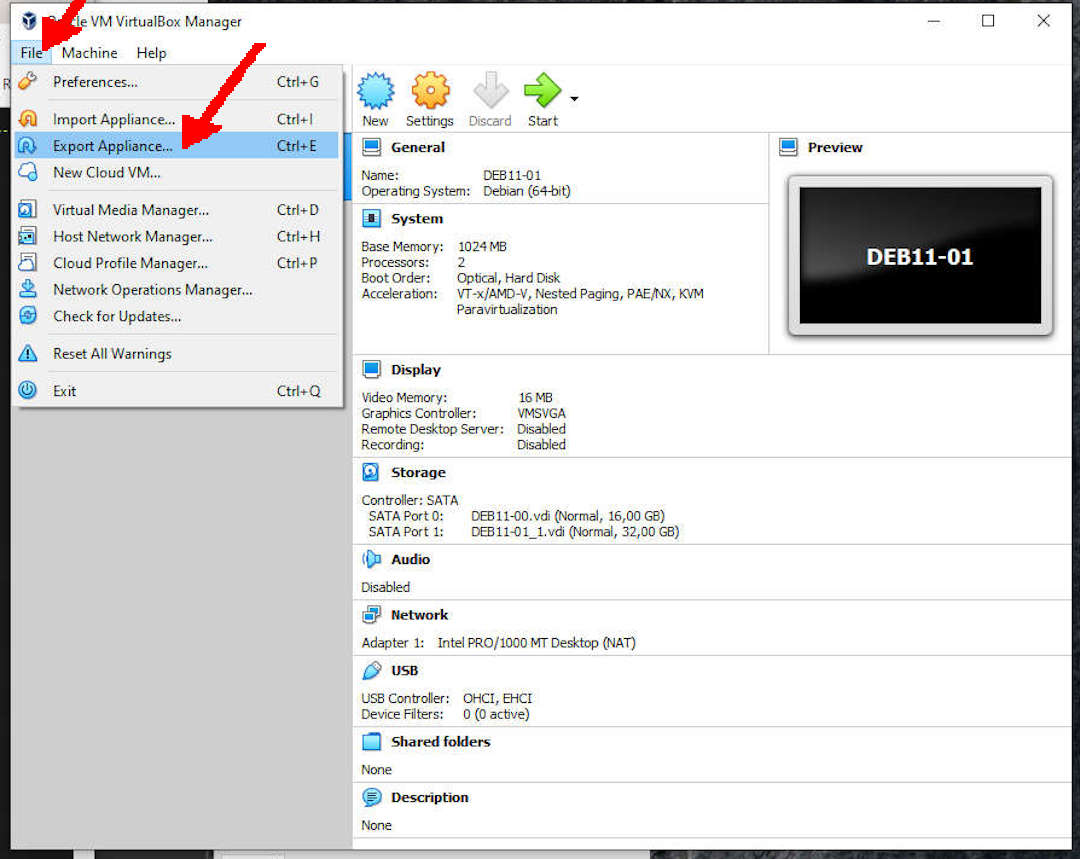 Oracle VM VirtualBox Manager
File Machine Help
Preferences... Ctrl+G
Import Appliance... Ctrl+I
Export Appliance... Ctrl+E
New Cloud VM...
Virtual Media Manager... Ctrl+D
Host Network Manager... Ctrl+H
Cloud Profile Manager... Ctrl+P
Network Operations Manager...
Check for Updates...
Reset All Warnings
Exit Ctrl+Q
New Settings Discard Start
General
Name: DEB11-01
Operating System: Debian (64-bit)
System
Base Memory: 1024 MB
Processors: 2
Boot Order: Optical, Hard Disk
Acceleration: VT-x/AMD-V, Nested Paging, PAE/NX, KVM
Paravirtualization
Preview
DEB11-01
Display
Video Memory: 16 MB
Graphics Controller: VMSVGA
Remote Desktop Server: Disabled
Recording: Disabled
Storage
Controller: SATA
SATA Port 0: DEB11-00.vdi (Normal, 16,00 GB)
SATA Port 1: DEB11-01_1.vdi (Normal, 32,00 GB)
Audio
Disabled
Network
Adapter 1: Intel PRO/1000 MT Desktop (NAT)
USB
USB Controller: OHCI, EHCI
Device Filters: 0 (0 active)
Shared folders
None
Description
None